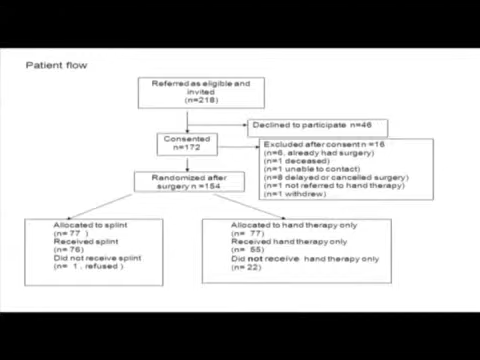 Patient flow
Referred as eligible and
invited
(n=218)
Declined to participate n=46
Consented
n=172
Excluded after consent n =16
(n=6. already had surgery)
(n=1 deceased)
(n=1 unable to contact)
(n=8 delayed or cancelled surgery)
(n=1 not referred to hand therapy)
(n=1 withdrew)
Randomized after
surgery n =154
Allocated to splint
(n= 77 )
Received splint
(n= 76)
Did not receive splint
(n= 1 , refused )
Allocated to hand therapy only
(n= 77)
Received hand therapy only
(n= 55)
Did not receive hand therapy only
(n= 22)